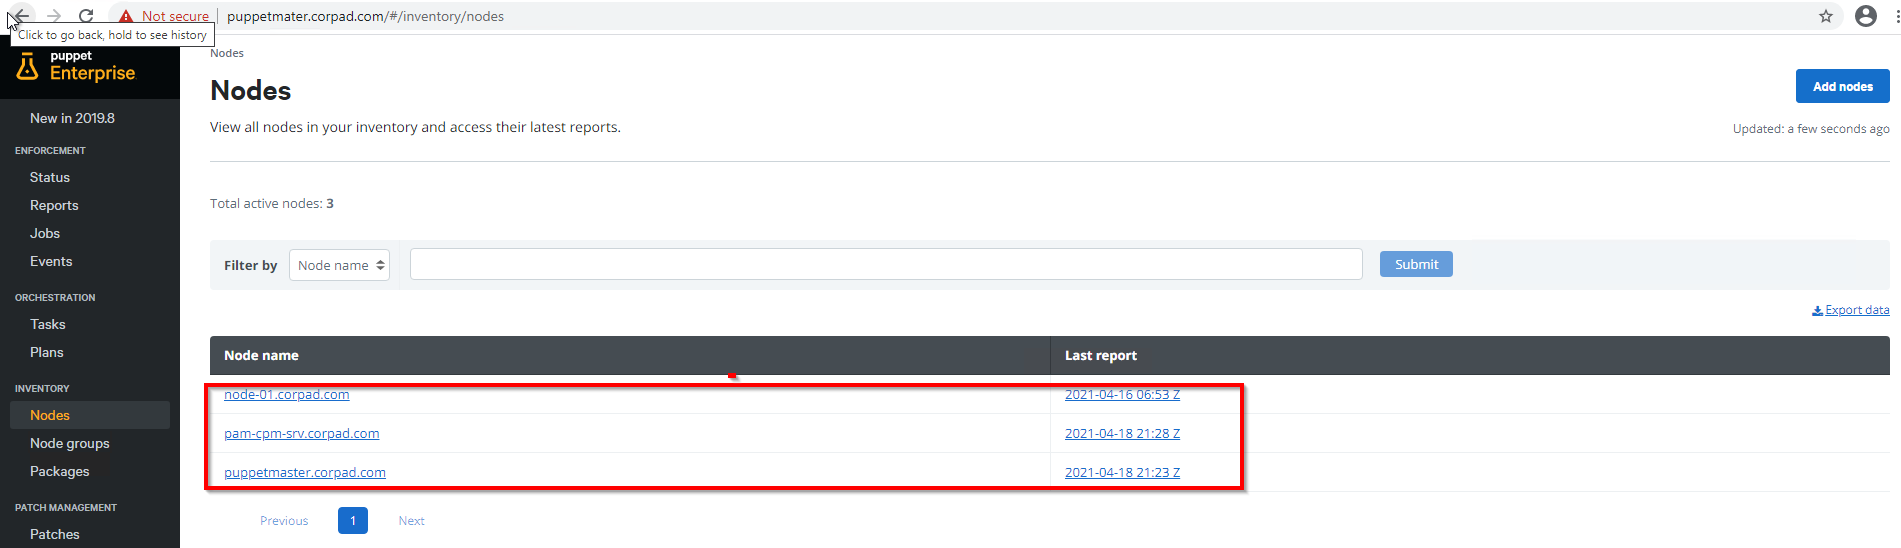 Not secure puppetmater.corpad.com/#/inventory/nodes
Click to go back, hold to see history
puppet
Enterprise
New in 2019.8
ENFORCEMENT
Status
Reports
Jobs
Events
ORCHESTRATION
Tasks
Plans
INVENTORY
Nodes
Node groups
Packages
PATCH MANAGEMENT
Patches
Nodes
Nodes
Add nodes
View all nodes in your inventory and access their latest reports.
Updated: a few seconds ago
Total active nodes: 3
Filter by Node name Submit
Export data
Node name Last report
node-01.corpad.com 2021-04-16 06:53 Z
pam-cpm-srv.corpad.com 2021-04-18 21:28 Z
puppetmaster.corpad.com 2021-04-18 21:23 Z
Previous 1 Next